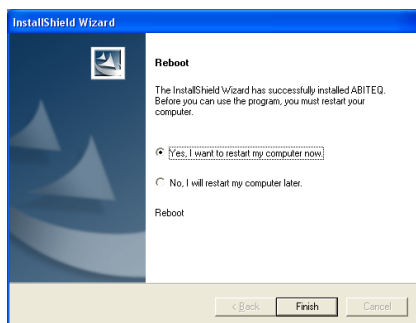 InstallShield Wizard
Reboot
The InstallShield Wizard has successfully installed ABITEQ.
Before you can use the program, you must restart your
computer.
Yes, I want to restart my computer now.
No, I will restart my computer later.
Reboot
< Back
Finish
Cancel